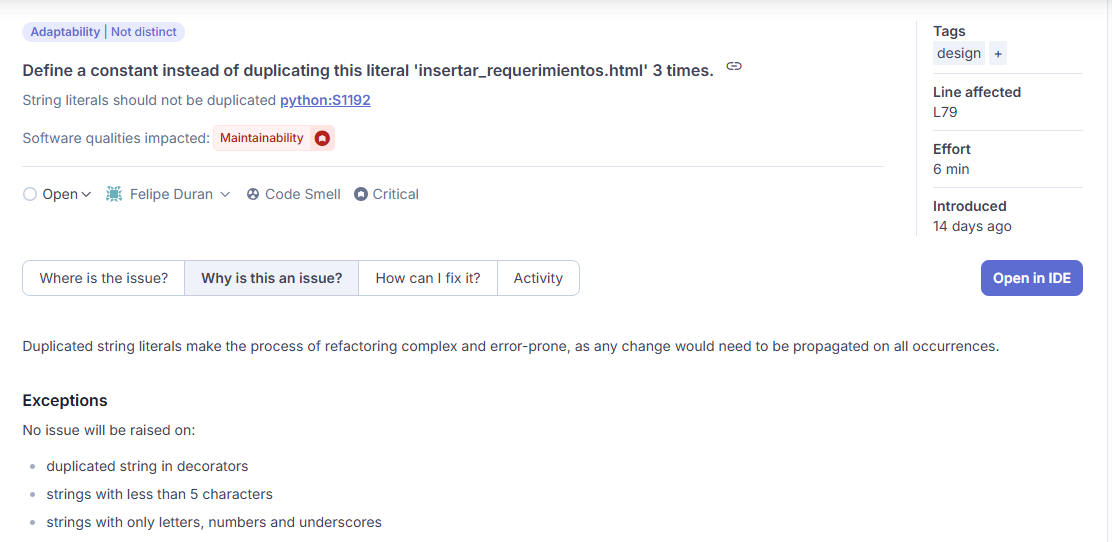 Adaptability | Not distinct
Define a constant instead of duplicating this literal 'insertar_requerimientos.html' 3 times.
String literals should not be duplicated python:S1192
Software qualities impacted: Maintainability
Open Felipe Duran Code Smell Critical
Tags
design +
Line affected
L79
Effort
6 min
Introduced
14 days ago
Where is the issue? Why is this an issue? How can I fix it? Activity Open in IDE
Duplicated string literals make the process of refactoring complex and error-prone, as any change would need to be propagated on all occurrences.
Exceptions
No issue will be raised on:
duplicated string in decorators
strings with less than 5 characters
strings with only letters, numbers and underscores